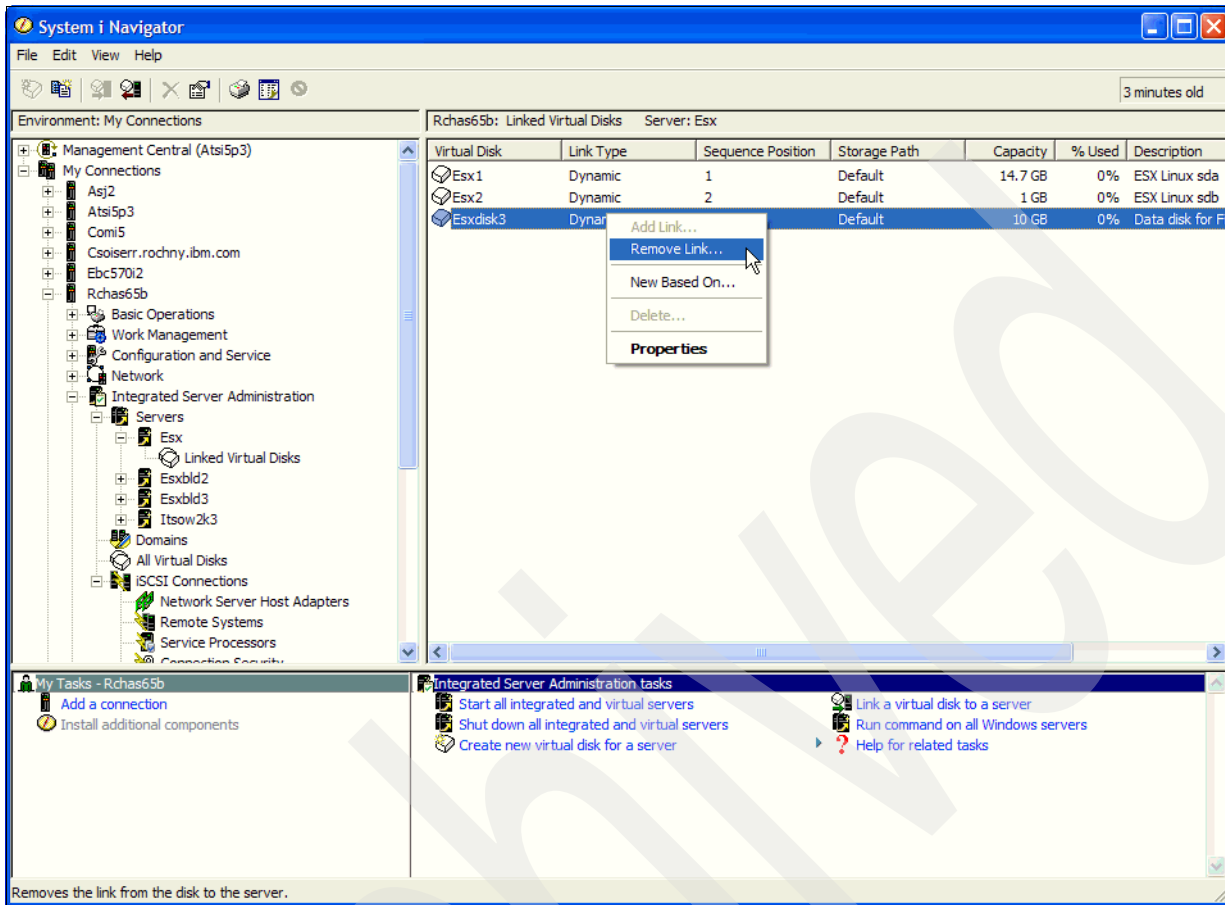 System i Navigator
File Edit View Help
3 minutes old
Environment: My Connections
Rchas65b: Linked Virtual Disks Server: Esx
Management Central (Atsi5p3)
My Connections
Asj2
Atsi5p3
Comi5
Csoiserr.rochny.ibm.com
Ebc570i2
Rchas65b
Basic Operations
Work Management
Configuration and Service
Network
Integrated Server Administration
Servers
Esx
Linked Virtual Disks
Esxbld2
Esxbld3
Itsow2k3
Domains
All Virtual Disks
iSCSI Connections
Network Server Host Adapters
Remote Systems
Service Processors
Connection Security
Virtual Disk Link Type Sequence Position Storage Path Capacity % Used Description
Esx1 Dynamic 1 Default 14.7 GB 0% ESX Linux sda
Esx2 Dynamic 2 Default 1 GB 0% ESX Linux sdb
Esxdisk3 Dynar Default 10 GB 0% Data disk for F
Add Link...
Remove Link...
New Based On...
Delete...
Properties
My Tasks - Rchas65b
Add a connection
Install additional components
Integrated Server Administration tasks
Start all integrated and virtual servers
Shut down all integrated and virtual servers
Create new virtual disk for a server
Link a virtual disk to a server
Run command on all Windows servers
Help for related tasks
Removes the link from the disk to the server.